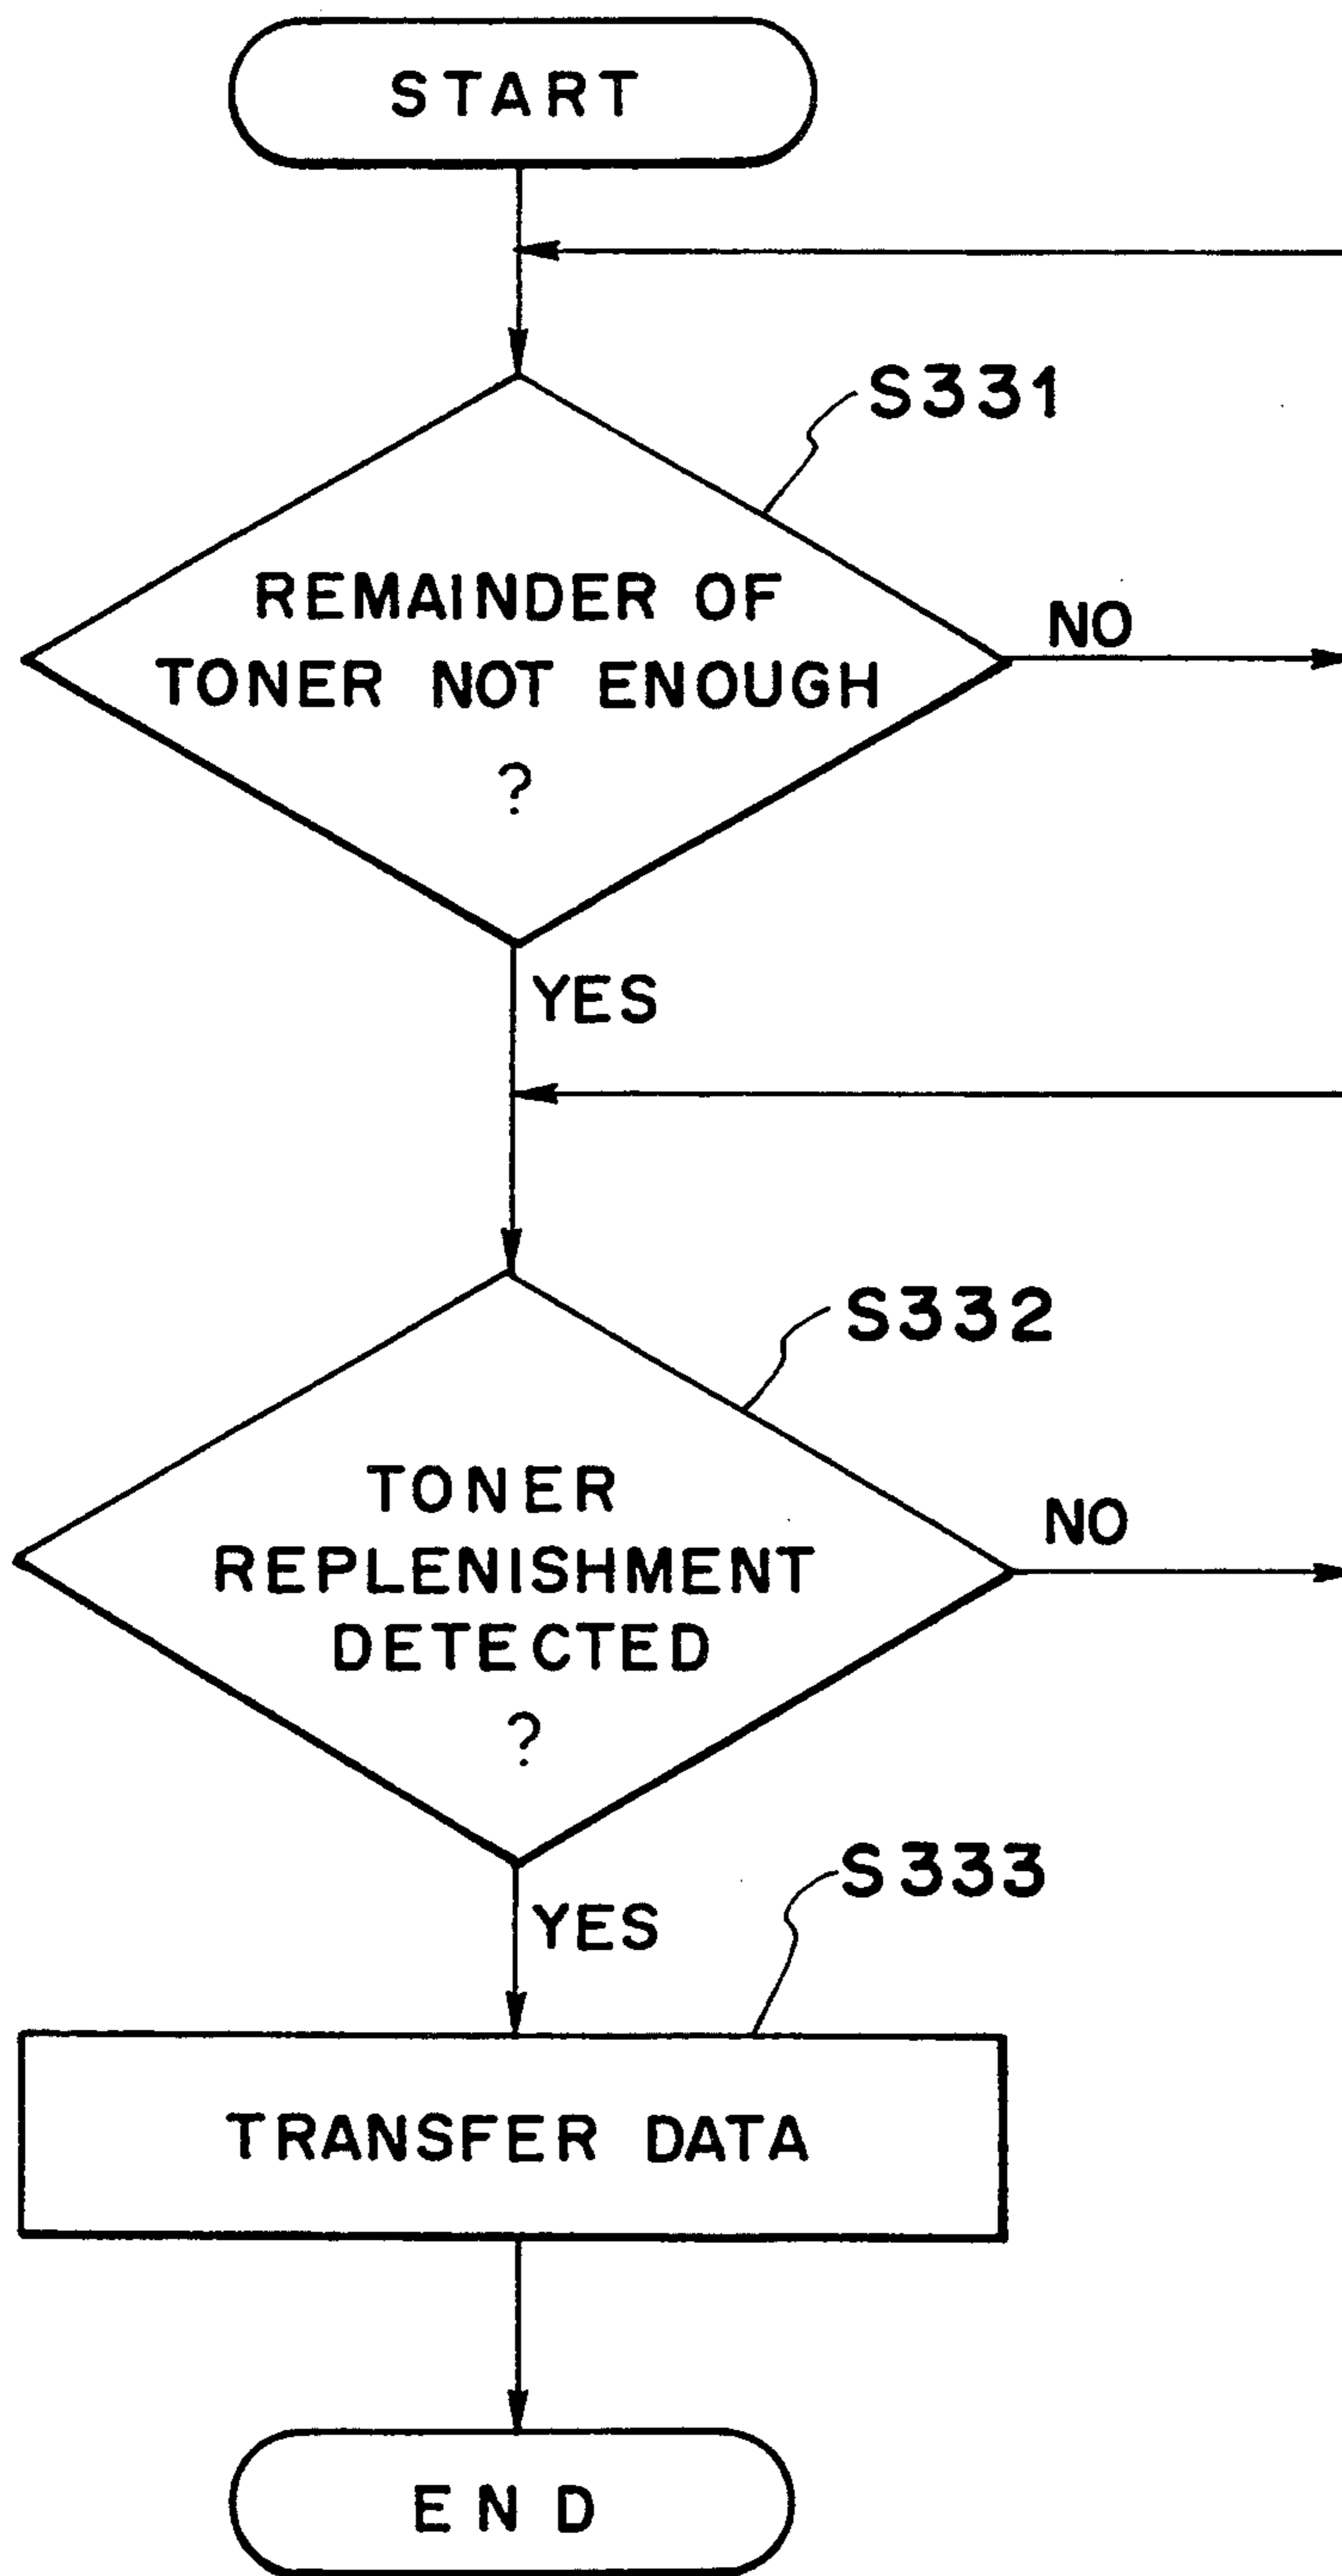 START
S331
REMAINDER OF
TONER NOT ENOUGH
?
NO
YES
S332
TONER
REPLENISHMENT
DETECTED
?
NO
YES
S333
TRANSFER DATA
END